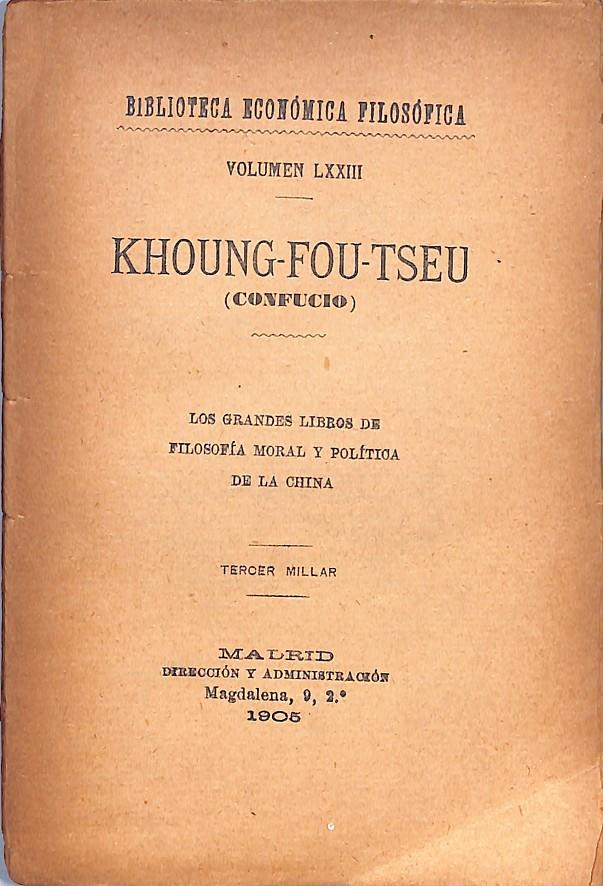 BIBLIOTECA ECONÓMICA FILOSÓFICA
VOLUMEN LXXIII
KHOUNG-FOU-TSEU
(CONFUCIO)
LOS GRANDES LIBROS DE
FILOSOFÍA MORAL Y POLÍTICA
DE LA CHINA
TERCER MILLAR
MADRID
DIRECCIÓN Y ADMINISTRACIÓN
Magdalena, 9, 2.º
1905